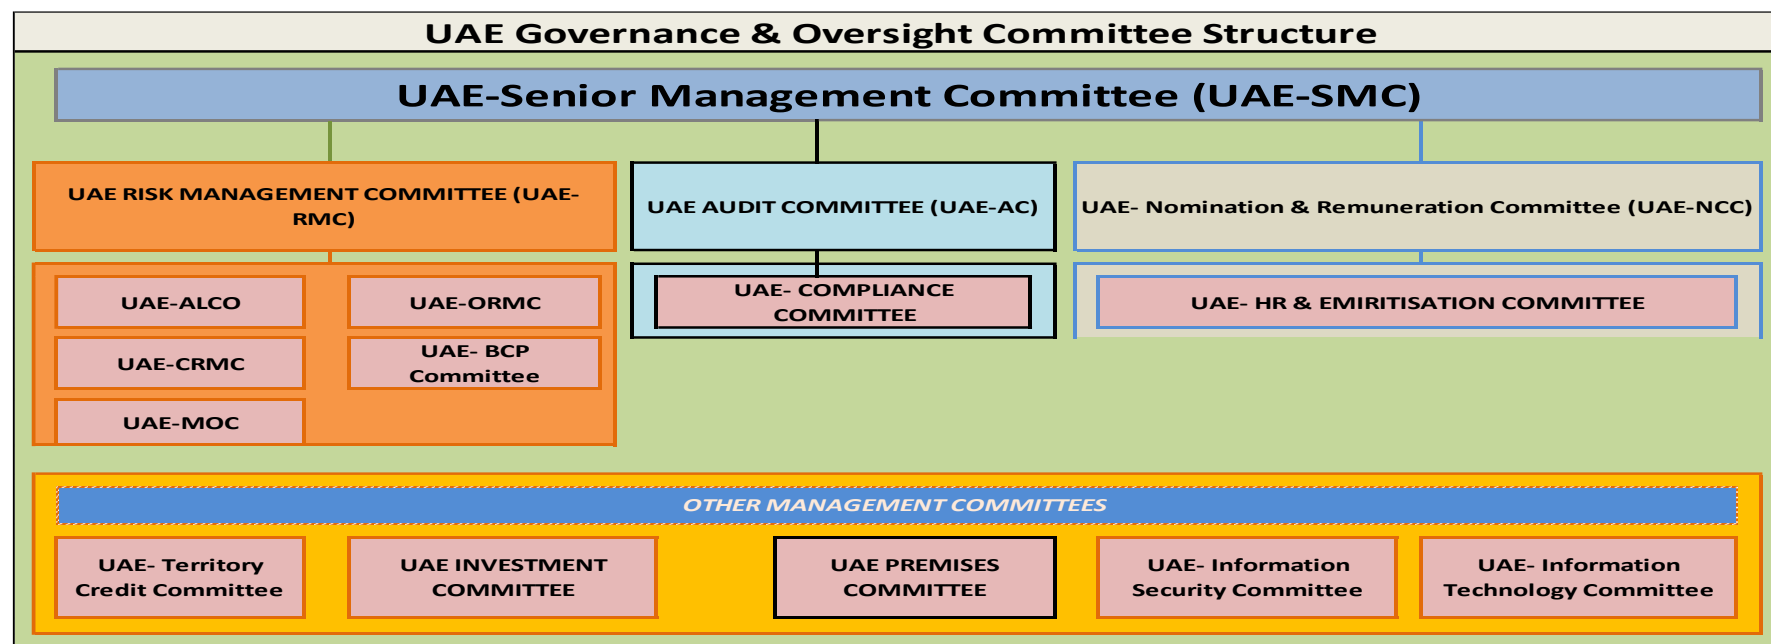 UAE Governance & Oversight Committee Structure
UAE-Senior Management Committee (UAE-SMC)
UAE RISK MANAGEMENT COMMITTEE (UAE-
RMC)
UAE AUDIT COMMITTEE (UAE-AC)
UAE- Nomination & Remuneration Committee (UAE-NCC)
UAE-ALCO
UAE-ORMC
UAE- COMPLIANCE
COMMITTEE
UAE- HR & EMIRITISATION COMMITTEE
UAE-CRMC
UAE- BCP
Committee
UAE-MOC
OTHER MANAGEMENT COMMITTEES
UAE- Territory
Credit Committee
UAE INVESTMENT
COMMITTEE
UAE PREMISES
COMMITTEE
UAE- Information
Security Committee
UAE- Information
Technology Committee